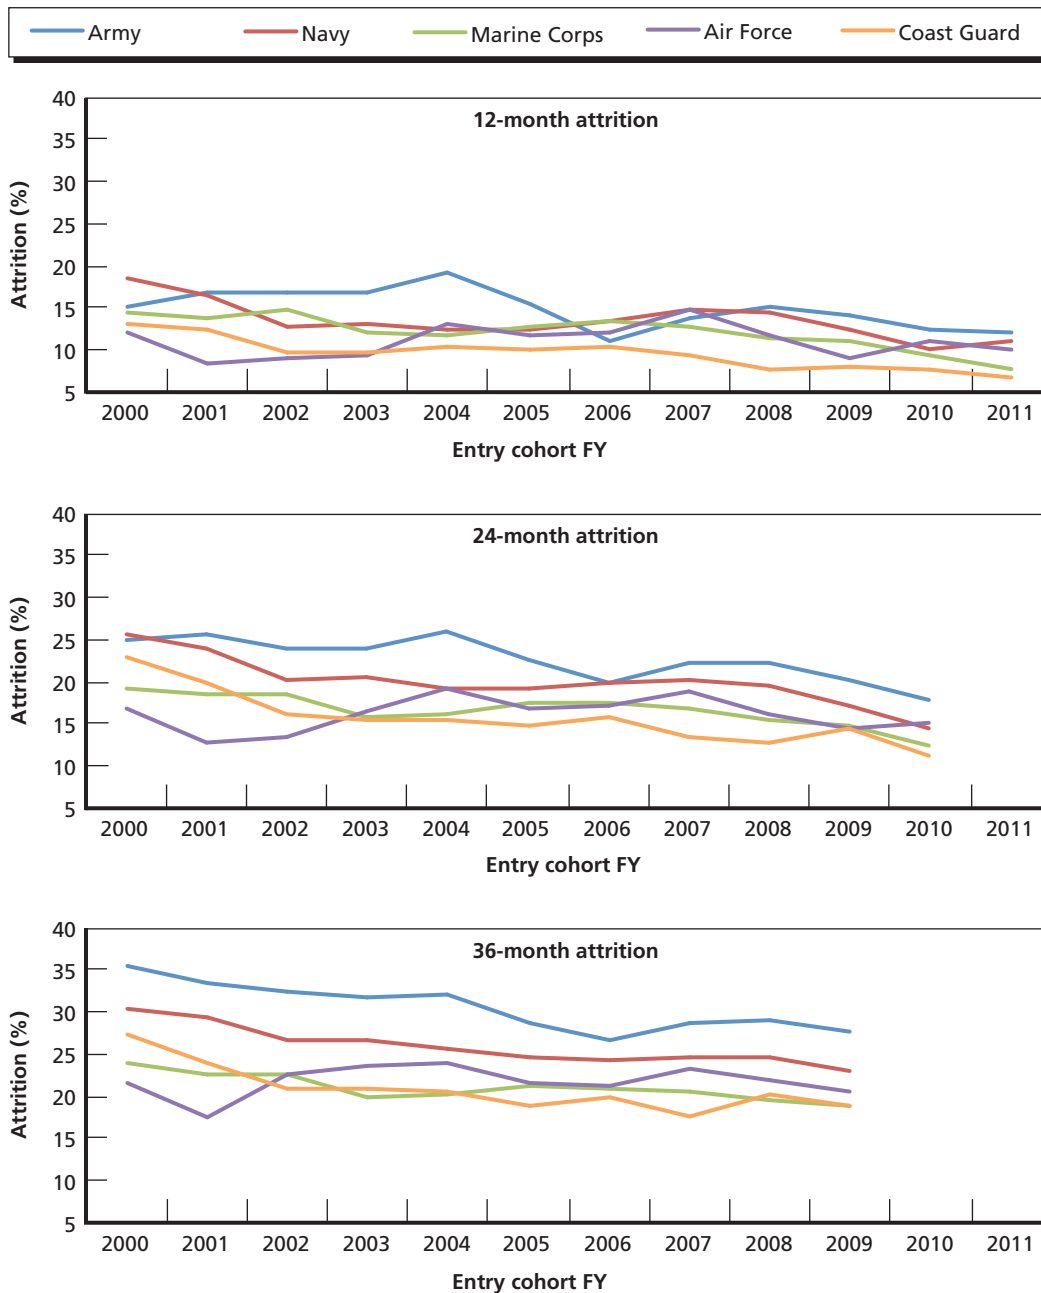 Army Navy Marine Corps Air Force Coast Guard
12-month attrition
Attrition (%)
40
35
30
25
20
15
10
5
2000 2001 2002 2003 2004 2005 2006 2007 2008 2009 2010 2011
Entry cohort FY
24-month attrition
Attrition (%)
40
35
30
25
20
15
10
5
2000 2001 2002 2003 2004 2005 2006 2007 2008 2009 2010 2011
Entry cohort FY
36-month attrition
Attrition (%)
40
35
30
25
20
15
10
5
2000 2001 2002 2003 2004 2005 2006 2007 2008 2009 2010 2011
Entry cohort FY